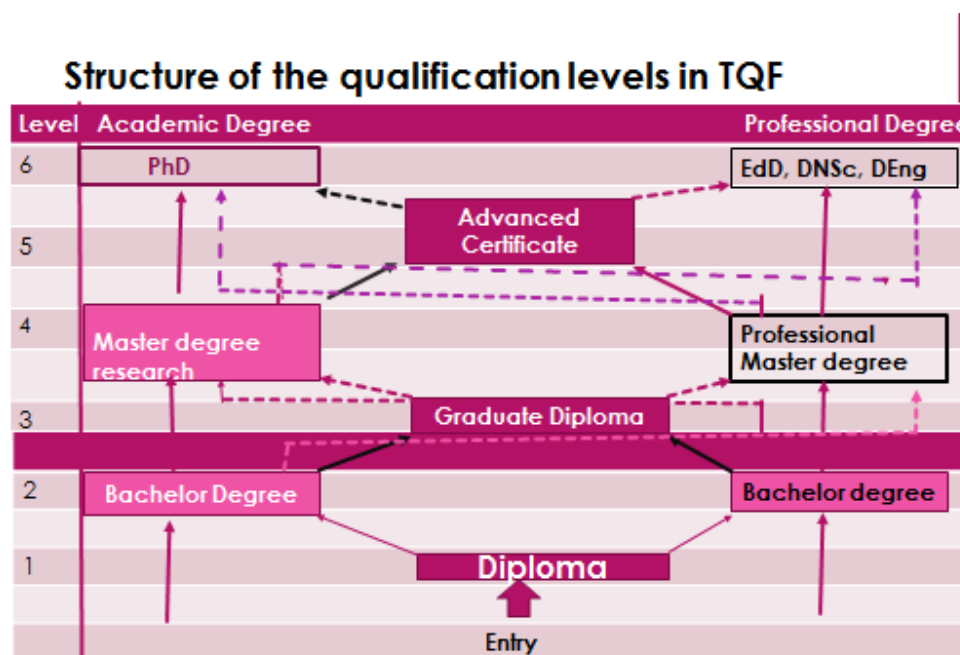 Structure of the qualification levels in TQF
Level Academic Degree Professional Degree
6 PhD EdD, DNSc, DEng
Advanced
5 Certificate
4 Professional
Master degree Master degree
research
3 Graduate Diploma
2 Bachelor Degree Bachelor degree
1 Diploma
Entry